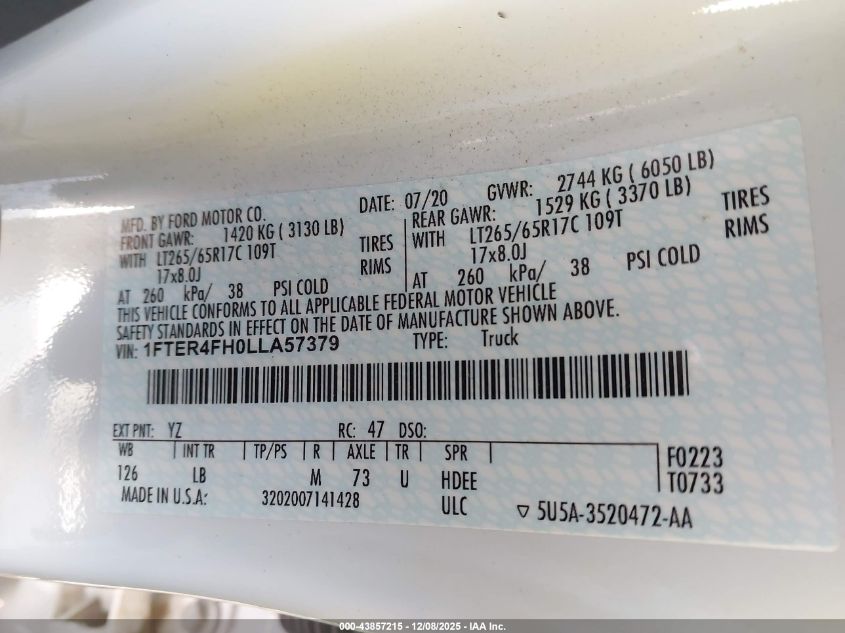 MFD. BY FORD MOTOR CO. DATE: 07/20 GVWR: 2744 KG ( 6050 LB)
FRONT GAWR: 1420 KG ( 3130 LB) REAR GAWR: 1529 KG ( 3370 LB)
WITH LT265/65R17C 109T TIRES WITH LT265/65R17C 109T TIRES
17x8.0J RIMS 17x8.0J RIMS
AT 260 kPa/ 38 PSI COLD AT 260 kPa/ 38 PSI COLD
THIS VEHICLE CONFORMS TO ALL APPLICABLE FEDERAL MOTOR VEHICLE
SAFETY STANDARDS IN EFFECT ON THE DATE OF MANUFACTURE SHOWN ABOVE.
VIN: 1FTER4FH0LLA57379 TYPE: Truck
EXT PNT: YZ RC: 47 DSO:
WB INT TR TP/PS R AXLE TR SPR F0223
126 LB M 73 U HDEE T0733
MADE IN U.S.A: 3202007141428 ULC ▽ 5U5A-3520472-AA
000-43857215 - 12/08/2025 - IAA Inc.